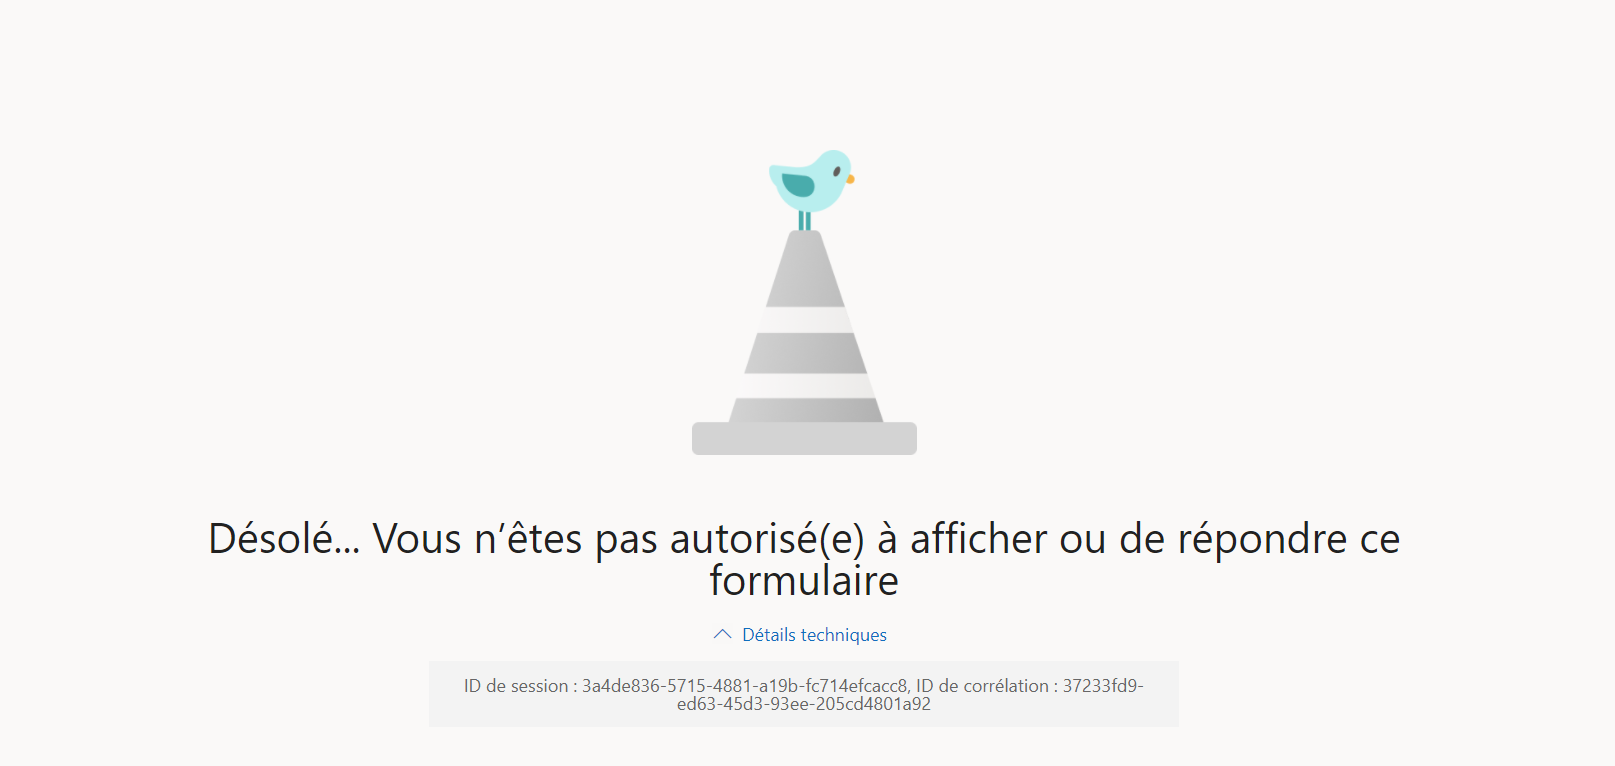 Désolé... Vous n’êtes pas autorisé(e) à afficher ou de répondre ce
formulaire
Détails techniques
ID de session : 3a4de836-5715-4881-a19b-fc714efcacc8, ID de corrélation : 37233fd9-
ed63-45d3-93ee-205cd4801a92